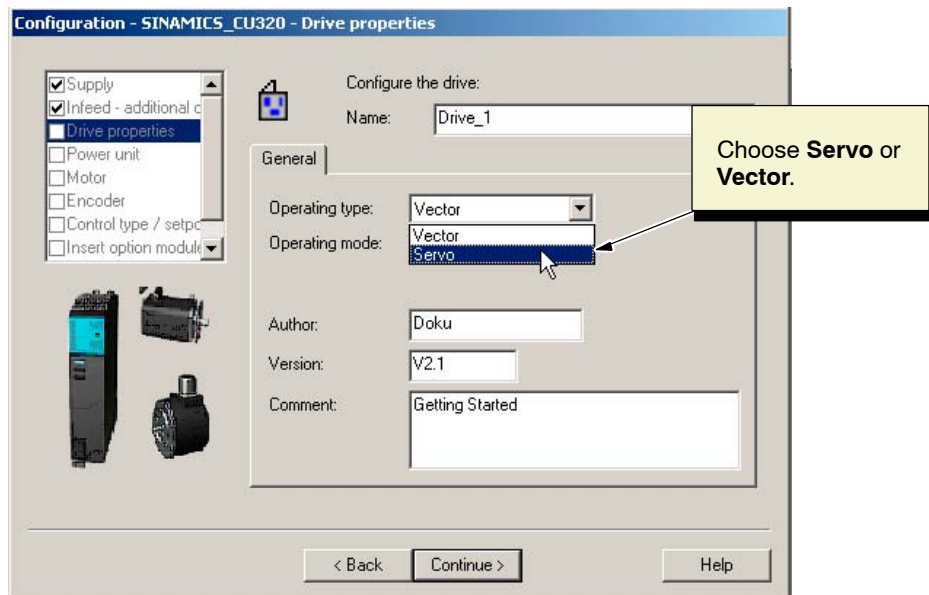 Configuration - SINAMICS_CU320 - Drive properties
Supply
Infeed - additional c
Drive properties
Power unit
Motor
Encoder
Control type / setpo
Insert option module
Configure the drive:
Name: Drive_1
General
Operating type: Vector
Operating mode:
Vector
Servo
Author: Doku
Version: V2.1
Comment: Getting Started
Choose Servo or
Vector.
< Back Continue > Help